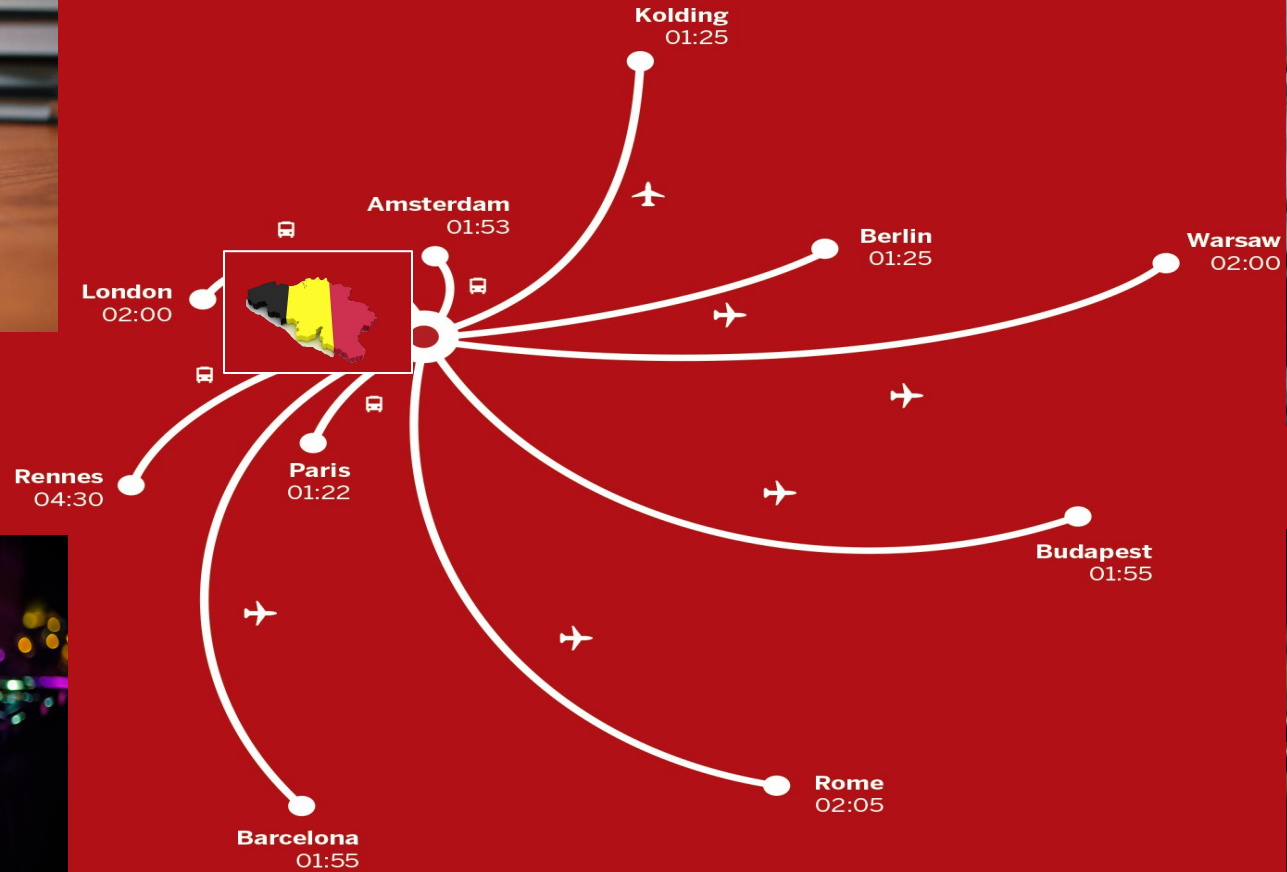 Kolding
01:25
Amsterdam
01:53
Berlin
01:25
Warsaw
02:00
London
02:00
Paris
01:22
Rennes
04:30
Budapest
01:55
Rome
02:05
Barcelona
01:55